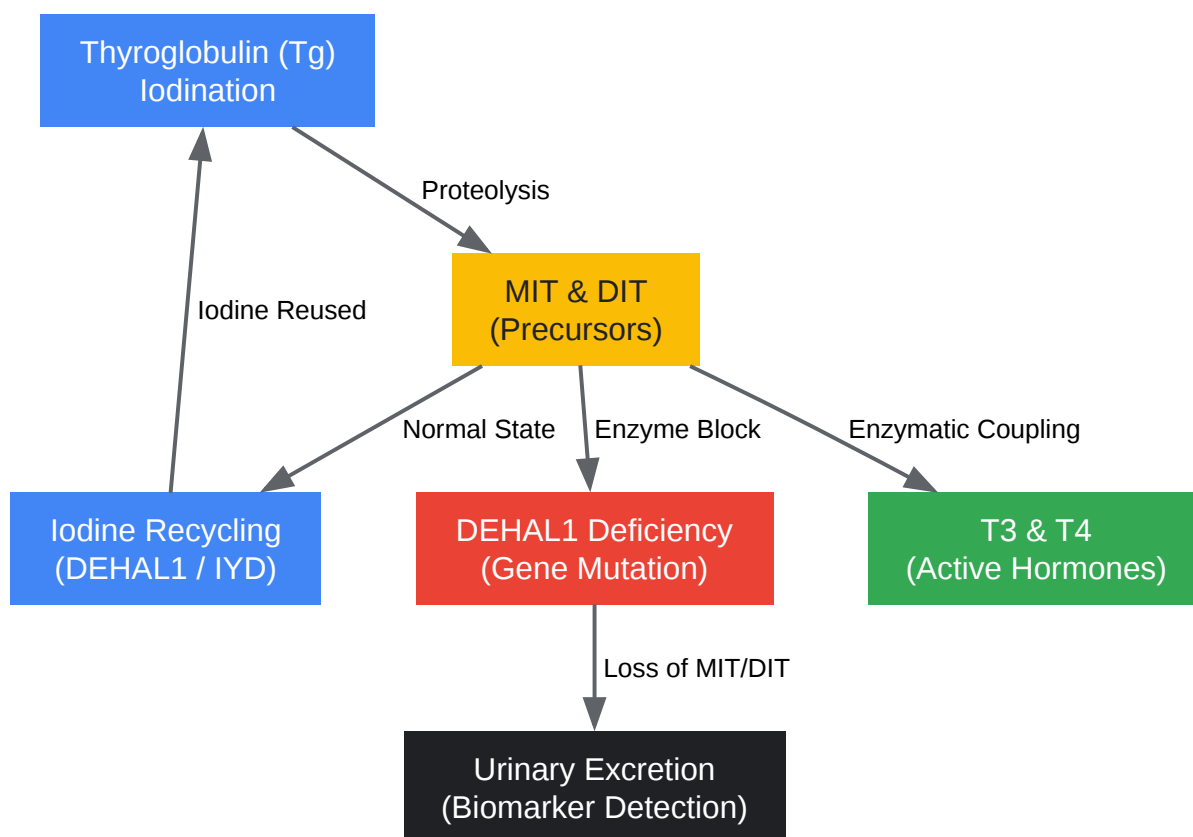 Thyroglobulin (Tg)
Iodination
Proteolysis
MIT & DIT
(Precursors)
Iodine Reused
Normal State
Enzyme Block
Enzymatic Coupling
Iodine Recycling
(DEHAL1 / IYD)
DEHAL1 Deficiency
(Gene Mutation)
T3 & T4
(Active Hormones)
Loss of MIT/DIT
Urinary Excretion
(Biomarker Detection)